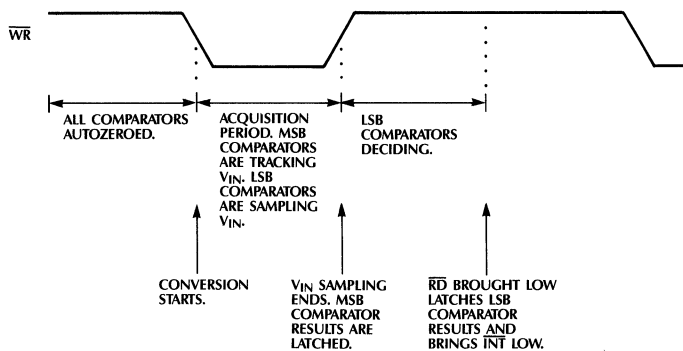 WR
ALL COMPARATORS
AUTOZEROED.
ACQUISITION
PERIOD. MSB
COMPARATORS
ARE TRACKING
VIN. LSB
COMPARATORS
ARE SAMPLING
VIN.
LSB
COMPARATORS
DECIDING.
CONVERSION
STARTS.
VIN SAMPLING
ENDS. MSB
COMPARATOR
RESULTS ARE
LATCHED.
RD BROUGHT LOW
LATCHES LSB
COMPARATOR
RESULTS AND
BRINGS INT LOW.